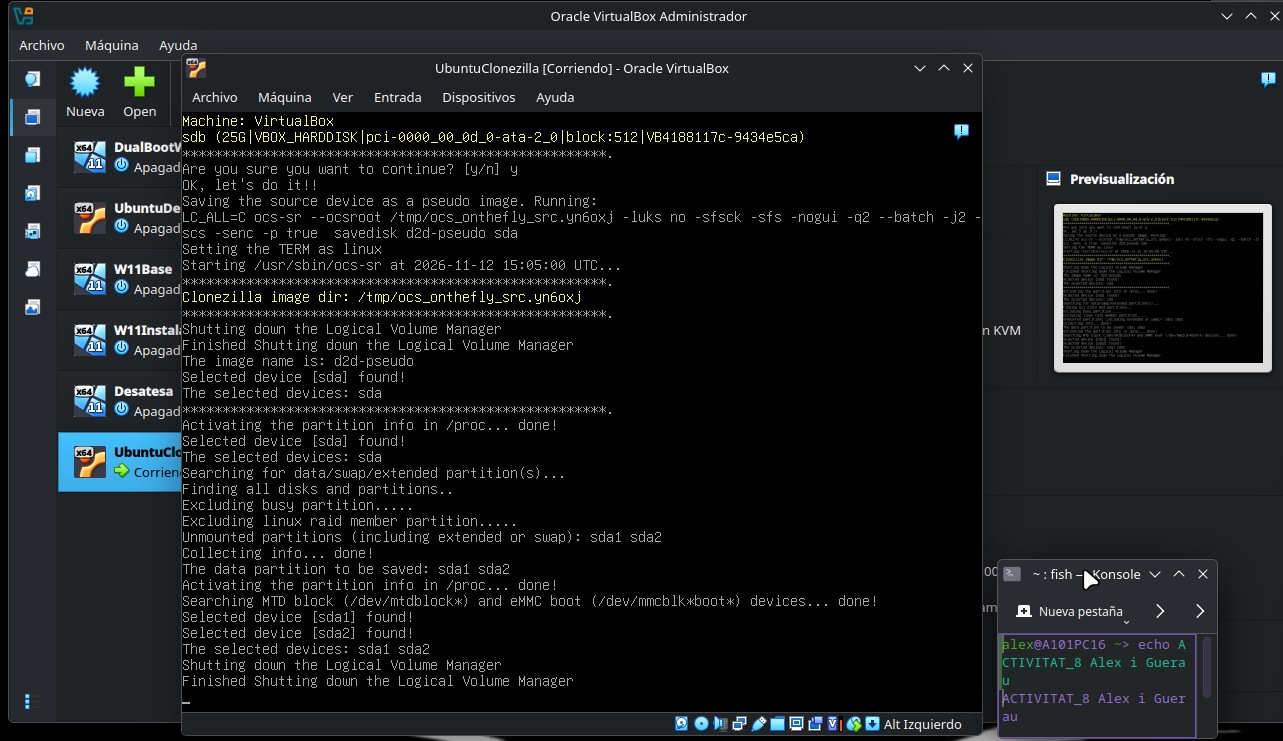 Oracle VirtualBox Administrador
Archivo Máquina Ayuda
Nueva
Open
DualBootW
Apagad
UbuntuDe
Apagad
W11Base
Apagad
W11Instala
Apagad
Desatesa
Apagad
UbuntuClo
Corriend
UbuntuClonezilla [Corriendo] - Oracle VirtualBox
Archivo Máquina Ver Entrada Dispositivos Ayuda
Machine: VirtualBox
sdb (25G|VBOX_HARDDISK|pci-0000_00_0d_0-ata-2_0|block:512|VB4188117c-9434e5ca)
*****************************************************.
Are you sure you want to continue? [y/n] y
OK, let's do it!!
Saving the source device as a pseudo image. Running:
LC_ALL=C ocs-sr --ocsroot /tmp/ocs_onthefly_src.yn6oxj -luks no -sfsck -sfs -nogui -q2 --batch -j2 -
scs -senc -p true  savedisk d2d-pseudo sda
Setting the TERM as linux
Starting /usr/sbin/ocs-sr at 2026-11-12 15:05:00 UTC...
*****************************************************.
Clonezilla image dir: /tmp/ocs_onthefly_src.yn6oxj
*****************************************************.
Shutting down the Logical Volume Manager
Finished Shutting down the Logical Volume Manager
The image name is: d2d-pseudo
Selected device [sda] found!
The selected devices: sda
*****************************************************.
Activating the partition info in /proc... done!
Selected device [sda] found!
The selected devices: sda
Searching for data/swap/extended partition(s)...
Finding all disks and partitions..
Excluding busy partition.....
Excluding linux raid member partition.....
Unmounted partitions (including extended or swap): sda1 sda2
Collecting info... done!
The data partition to be saved: sda1 sda2
Activating the partition info in /proc... done!
Searching MTD block (/dev/mtdblock*) and eMMC boot (/dev/mmcblk*boot*) devices... done!
Selected device [sda1] found!
Selected device [sda2] found!
The selected devices: sda1 sda2
Shutting down the Logical Volume Manager
Finished Shutting down the Logical Volume Manager
Alt Izquierdo
Previsualización
n KVM
~ : fish — Konsole
Nueva pestaña
alex@A101PC16 ~> echo A
CTIVITAT_8 Alex i Guera
u
ACTIVITAT_8 Alex i Guer
au